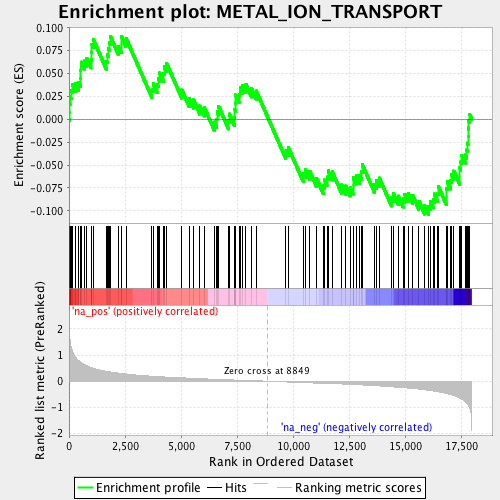 Enrichment plot: METAL_ION_TRANSPORT
Enrichment score (ES)
0.100
0.075
0.050
0.025
0.000
-0.025
-0.050
-0.075
-0.100
'na_pos' (positively correlated)
Zero cross at 8849
'na_neg' (negatively correlated)
Ranked list metric (PreRanked)
2
1
0
-1
-2
0
2,500
5,000
7,500
10,000
12,500
15,000
17,500
Rank in Ordered Dataset
Enrichment profile
Hits
Ranking metric scores